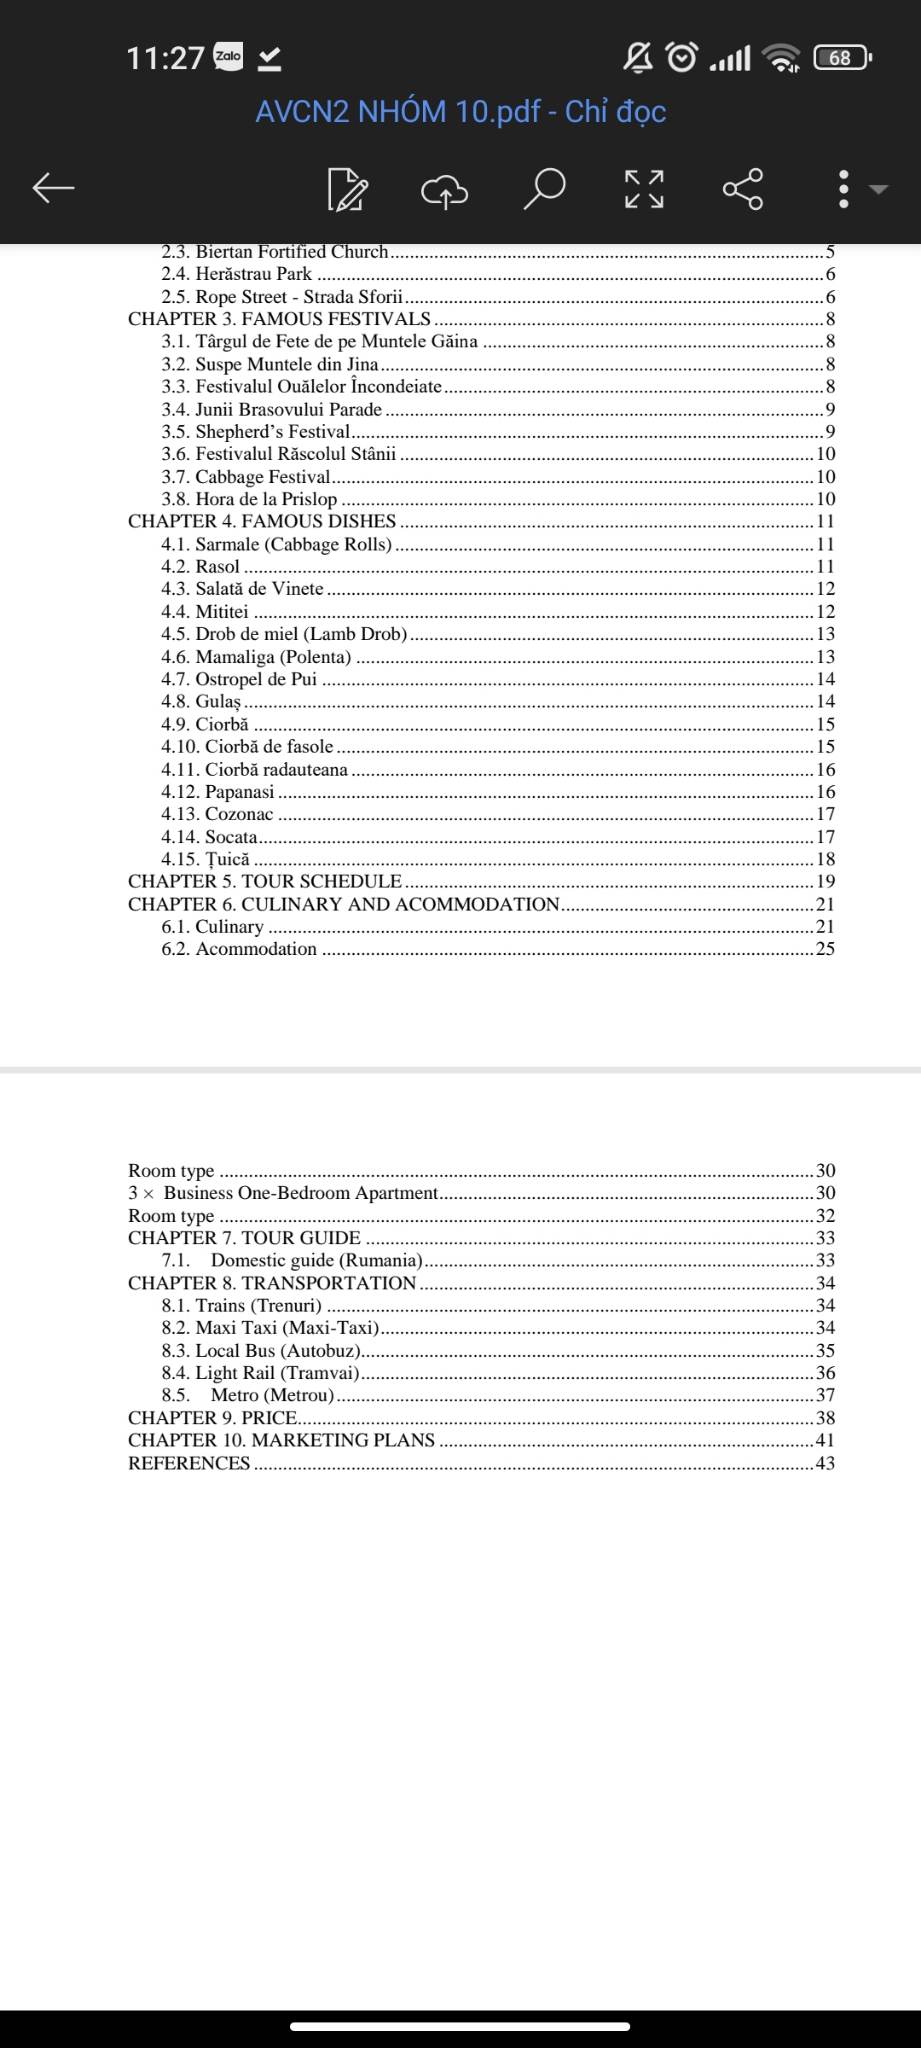 11:27 Zalo 68
AVCN2 NHÓM 10.pdf - Chỉ đọc
2.3. Biertan Fortified Church 5
2.4. Herăstrau Park 6
2.5. Rope Street - Strada Sforii 6
CHAPTER 3. FAMOUS FESTIVALS 8
3.1. Târgul de Fete de pe Muntele Găina 8
3.2. Suspe Muntele din Jina 8
3.3. Festivalul Ouălelor Încondeiate 8
3.4. Junii Brasovului Parade 9
3.5. Shepherd’s Festival 9
3.6. Festivalul Răscolul Stânii 10
3.7. Cabbage Festival 10
3.8. Hora de la Prislop 10
CHAPTER 4. FAMOUS DISHES 11
4.1. Sarmale (Cabbage Rolls) 11
4.2. Rasol 11
4.3. Salată de Vinete 12
4.4. Mititei 12
4.5. Drob de miel (Lamb Drob) 13
4.6. Mamaliga (Polenta) 13
4.7. Ostropel de Pui 14
4.8. Gulaș 14
4.9. Ciorbă 15
4.10. Ciorbă de fasole 15
4.11. Ciorbă radauteana 16
4.12. Papanasi 16
4.13. Cozonac 17
4.14. Socata 17
4.15. Țuică 18
CHAPTER 5. TOUR SCHEDULE 19
CHAPTER 6. CULINARY AND ACOMMODATION 21
6.1. Culinary 21
6.2. Acommodation 25
Room type 30
3 × Business One-Bedroom Apartment 30
Room type 32
CHAPTER 7. TOUR GUIDE 33
7.1. Domestic guide (Rumania) 33
CHAPTER 8. TRANSPORTATION 34
8.1. Trains (Trenuri) 34
8.2. Maxi Taxi (Maxi-Taxi) 34
8.3. Local Bus (Autobuz) 35
8.4. Light Rail (Tramvai) 36
8.5. Metro (Metrou) 37
CHAPTER 9. PRICE 38
CHAPTER 10. MARKETING PLANS 41
REFERENCES 43